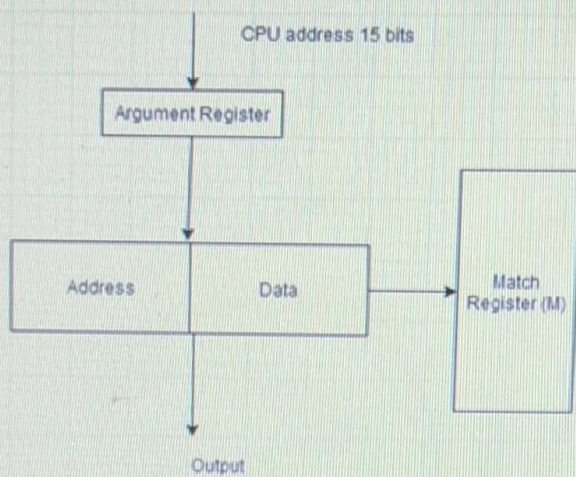 CPU address 15 bits
Argument Register
Address
Data
Match
Register (M)
Output